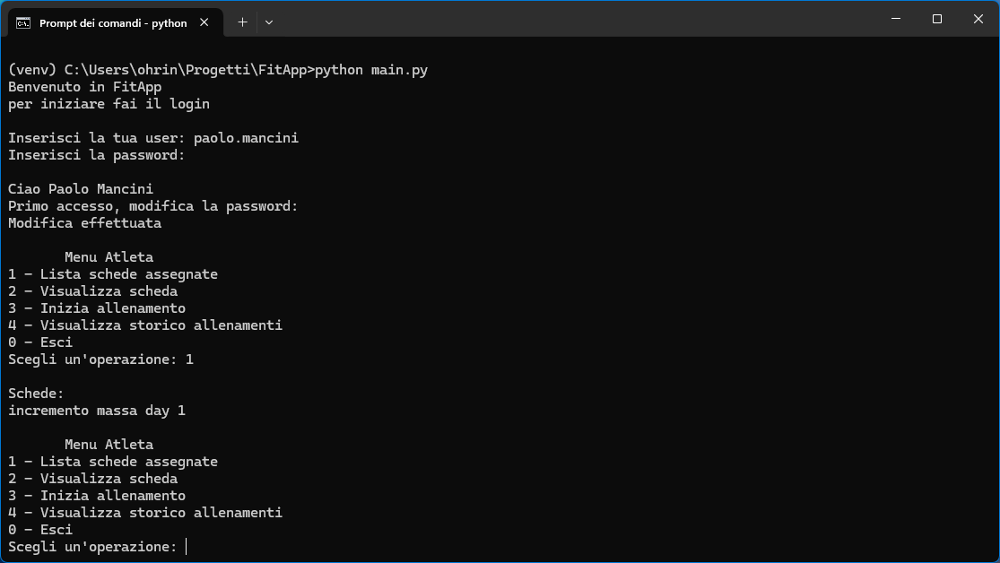 Prompt dei comandi - python
(venv) C:\Users\ohrin\Progetti\FitApp>python main.py
Benvenuto in FitApp
per iniziare fai il login
Inserisci la tua user: paolo.mancini
Inserisci la password:
Ciao Paolo Mancini
Primo accesso, modifica la password:
Modifica effettuata
Menu Atleta
1 - Lista schede assegnate
2 - Visualizza scheda
3 - Inizia allenamento
4 - Visualizza storico allenamenti
0 - Esci
Scegli un'operazione: 1
Schede:
incremento massa day 1
Menu Atleta
1 - Lista schede assegnate
2 - Visualizza scheda
3 - Inizia allenamento
4 - Visualizza storico allenamenti
0 - Esci
Scegli un'operazione: